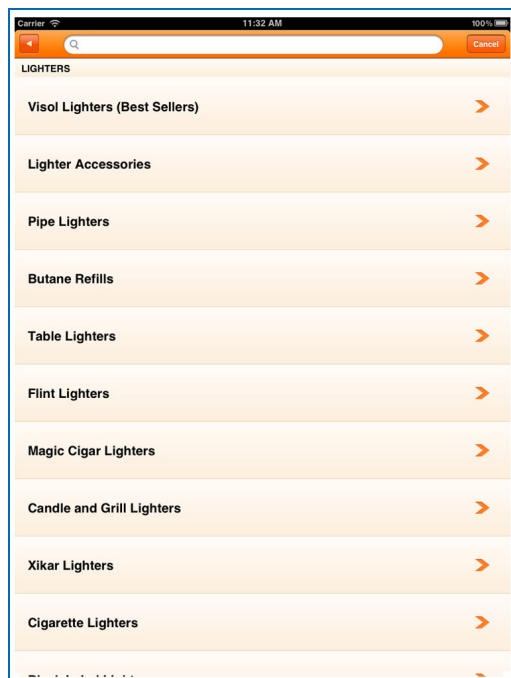 Carrier 11:32 AM 100%
Cancel
LIGHTERS
Visol Lighters (Best Sellers)
Lighter Accessories
Pipe Lighters
Butane Refills
Table Lighters
Flint Lighters
Magic Cigar Lighters
Candle and Grill Lighters
Xikar Lighters
Cigarette Lighters